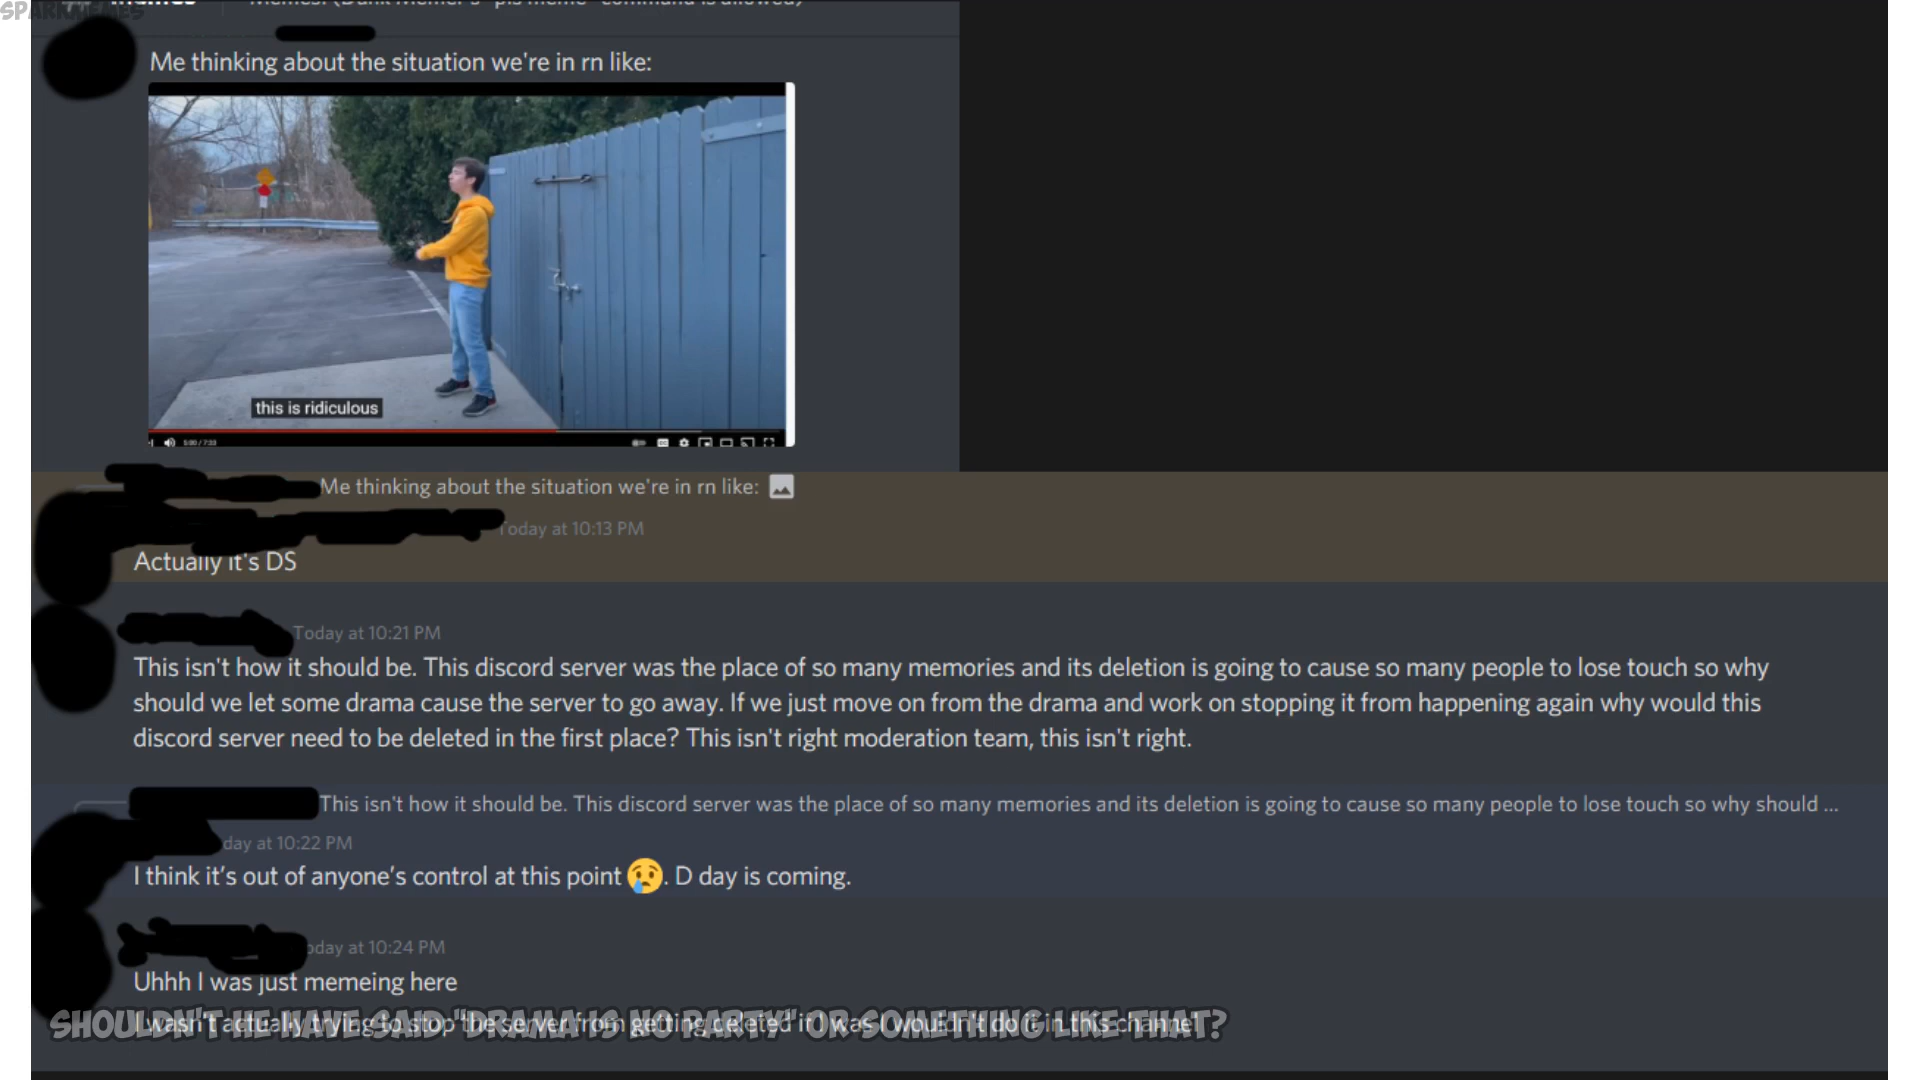 SPARKMEMES
Me thinking about the situation we're in rn like:
this is ridiculous
5:00 / 7:33
Me thinking about the situation we're in rn like:
Today at 10:13 PM
Actually it's DS
Today at 10:21 PM
This isn't how it should be. This discord server was the place of so many memories and its deletion is going to cause so many people to lose touch so why
should we let some drama cause the server to go away. If we just move on from the drama and work on stopping it from happening again why would this
discord server need to be deleted in the first place? This isn't right moderation team, this isn't right.
This isn't how it should be. This discord server was the place of so many memories and its deletion is going to cause so many people to lose touch so why should ...
day at 10:22 PM
I think it's out of anyone's control at this point 😢. D day is coming.
oday at 10:24 PM
Uhhh I was just memeing here
I wasn't actually trying to stop the server from getting deleted if I was I wouldn't do it in this channel
SHOULDN'T HE HAVE SAID "DRAMA IS NO PARTY" OR SOMETHING LIKE THAT?